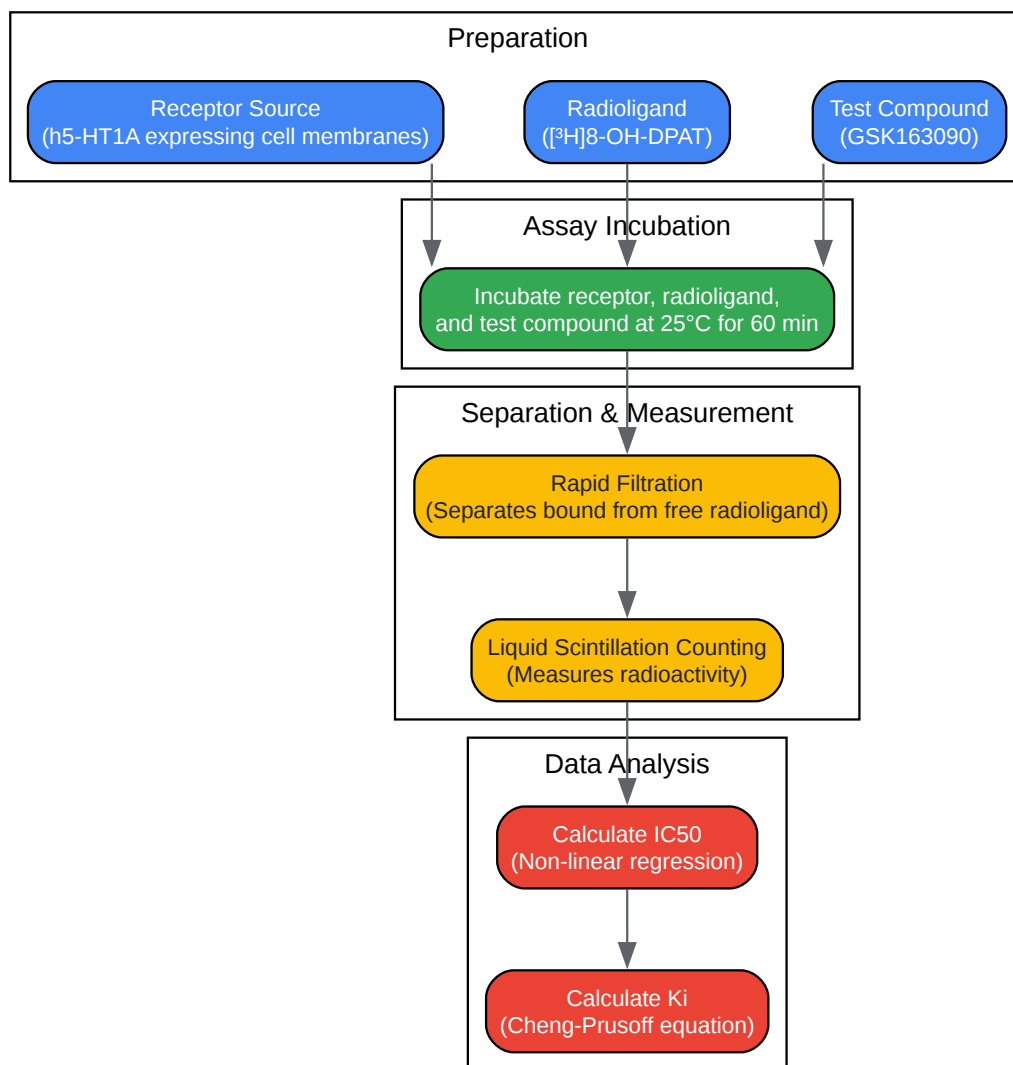 Preparation
Receptor Source
(h5-HT1A expressing cell membranes)
Radioligand
([³H]8-OH-DPAT)
Test Compound
(GSK163090)
Assay Incubation
Incubate receptor, radioligand,
and test compound at 25°C for 60 min
Separation & Measurement
Rapid Filtration
(Separates bound from free radioligand)
Liquid Scintillation Counting
(Measures radioactivity)
Data Analysis
Calculate IC50
(Non-linear regression)
Calculate Ki
(Cheng-Prusoff equation)